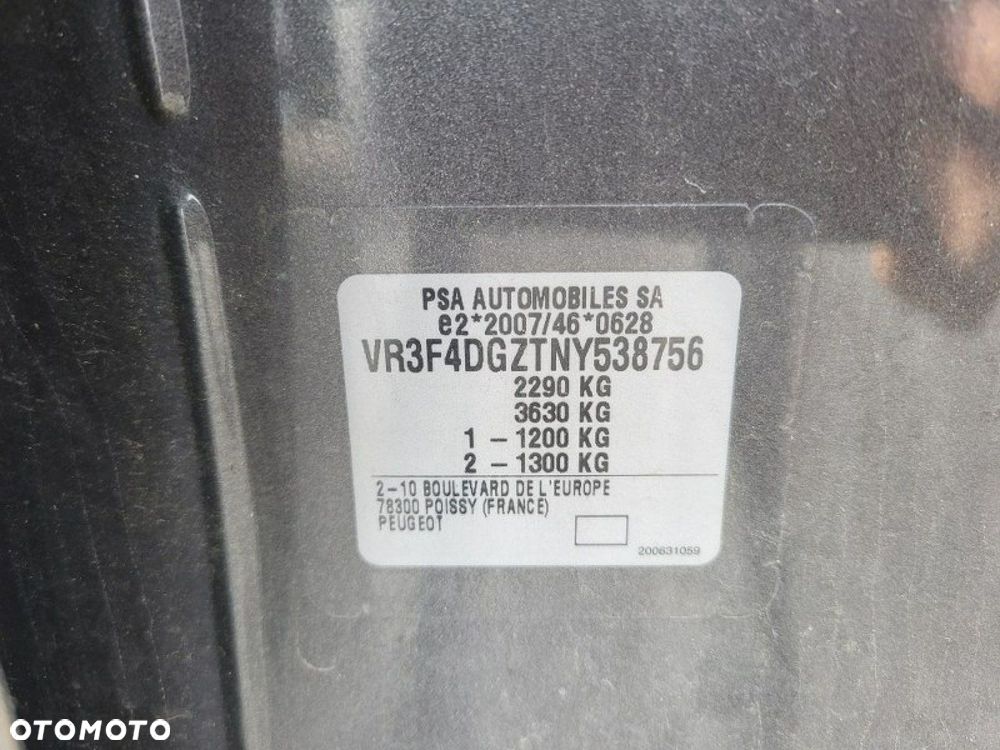 PSA AUTOMOBILES SA
e2*2007/46*0628
VR3F4DGZTNY538756
2290 KG
3630 KG
1 – 1200 KG
2 – 1300 KG
2–10 BOULEVARD DE L'EUROPE
78300 POISSY (FRANCE)
PEUGEOT
200631059
OTOMOTO